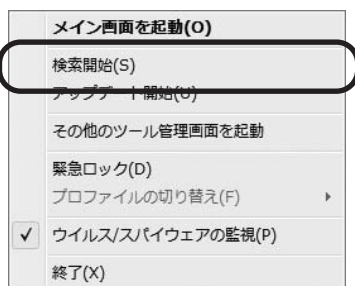 メイン画面を起動(O)
検索開始(S)
アップデート開始(U)
その他のツール管理画面を起動
緊急ロック(D)
プロファイルの切り替え(F)
ウイルス/スパイウェアの監視(P)
終了(X)